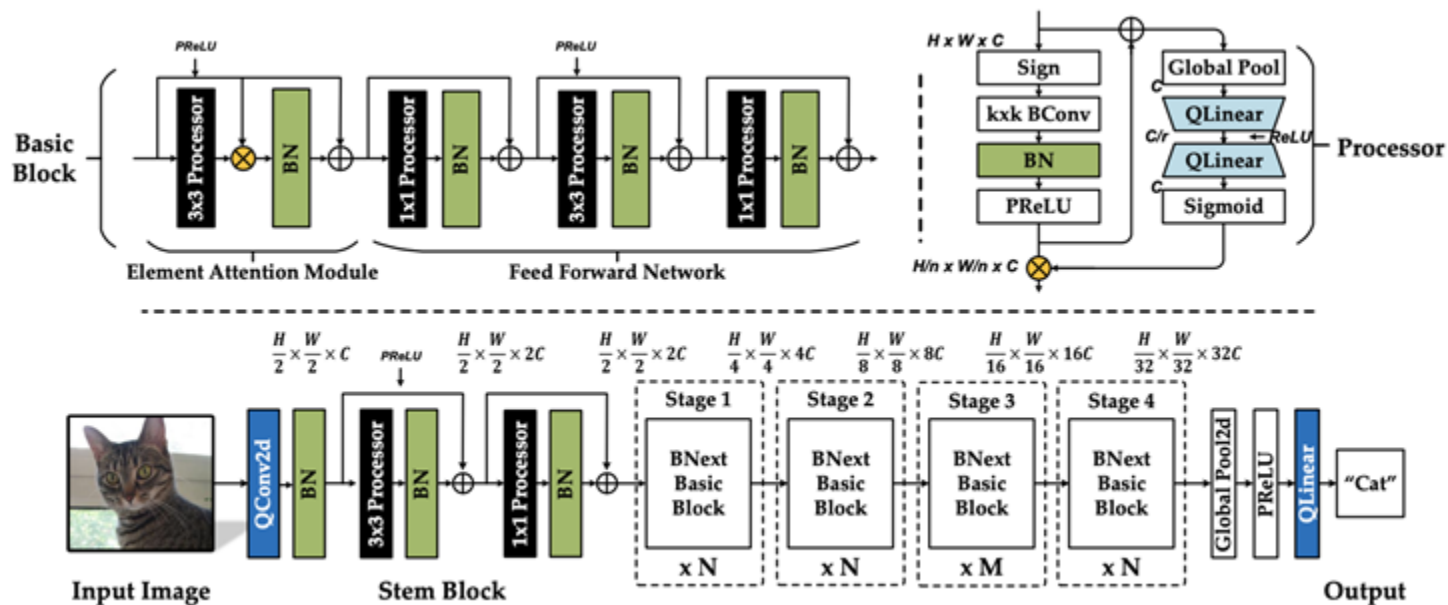 PReLU
PReLU
Basic
Block
3x3 Processor
BN
1x1 Processor
BN
3x3 Processor
BN
1x1 Processor
BN
Element Attention Module
Feed Forward Network
H x W x C
Sign
kxk BConv
BN
PReLU
H/n x W/n x C
Global Pool
C
QLinear
C/r
ReLU
QLinear
C
Sigmoid
Processor
H/2 × W/2 × C
PReLU
H/2 × W/2 × 2C
H/2 × W/2 × 2C
H/4 × W/4 × 4C
H/8 × W/8 × 8C
H/16 × W/16 × 16C
H/32 × W/32 × 32C
QConv2d
BN
3x3 Processor
BN
1x1 Processor
BN
Stage 1
BNext
Basic
Block
x N
Stage 2
BNext
Basic
Block
x N
Stage 3
BNext
Basic
Block
x M
Stage 4
BNext
Basic
Block
x N
Global Pool2d
PReLU
QLinear
“Cat”
Input Image
Stem Block
Output